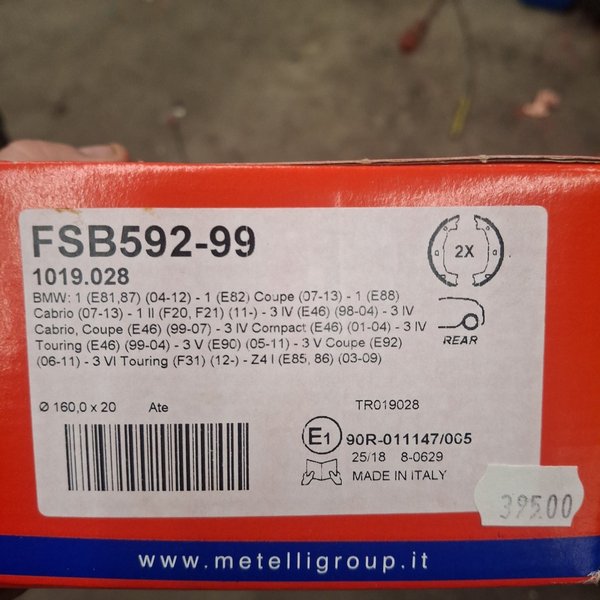 FSB592-99
1019.028
2X
BMW: 1 (E81,87) (04-12) - 1 (E82) Coupe (07-13) - 1 (E88)
Cabrio (07-13) - 1 II (F20, F21) (11-) - 3 IV (E46) (98-04) - 3 IV
Cabrio, Coupe (E46) (99-07) - 3 IV Compact (E46) (01-04) - 3 IV
Touring (E46) (99-04) - 3 V (E90) (05-11) - 3 V Coupe (E92)
(06-11) - 3 VI Touring (F31) (12-) - Z4 I (E85, 86) (03-09)
REAR
Ø 160,0 x 20 Ate
TR019028
E1 90R-011147/005
25/18 8-0629
MADE IN ITALY
395.00
www.metelligroup.it